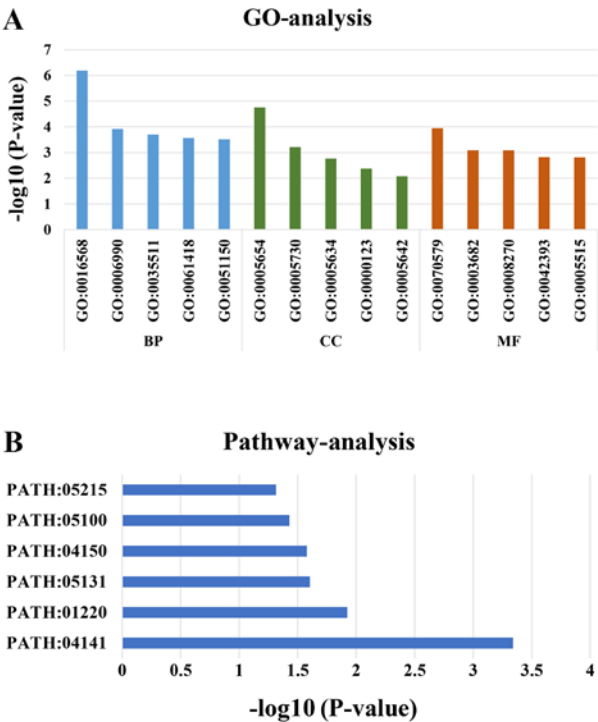 A
GO-analysis
-log10 (P-value)
7
6
5
4
3
2
1
0
GO:0016568
GO:0006990
GO:0035511
GO:0061418
GO:0051150
GO:0005654
GO:0005730
GO:0005634
GO:0000123
GO:0005642
GO:0070579
GO:0003682
GO:0008270
GO:0042393
GO:0005515
BP CC MF
B
Pathway-analysis
PATH:05215
PATH:05100
PATH:04150
PATH:05131
PATH:01220
PATH:04141
0 0.5 1 1.5 2 2.5 3 3.5 4
-log10 (P-value)